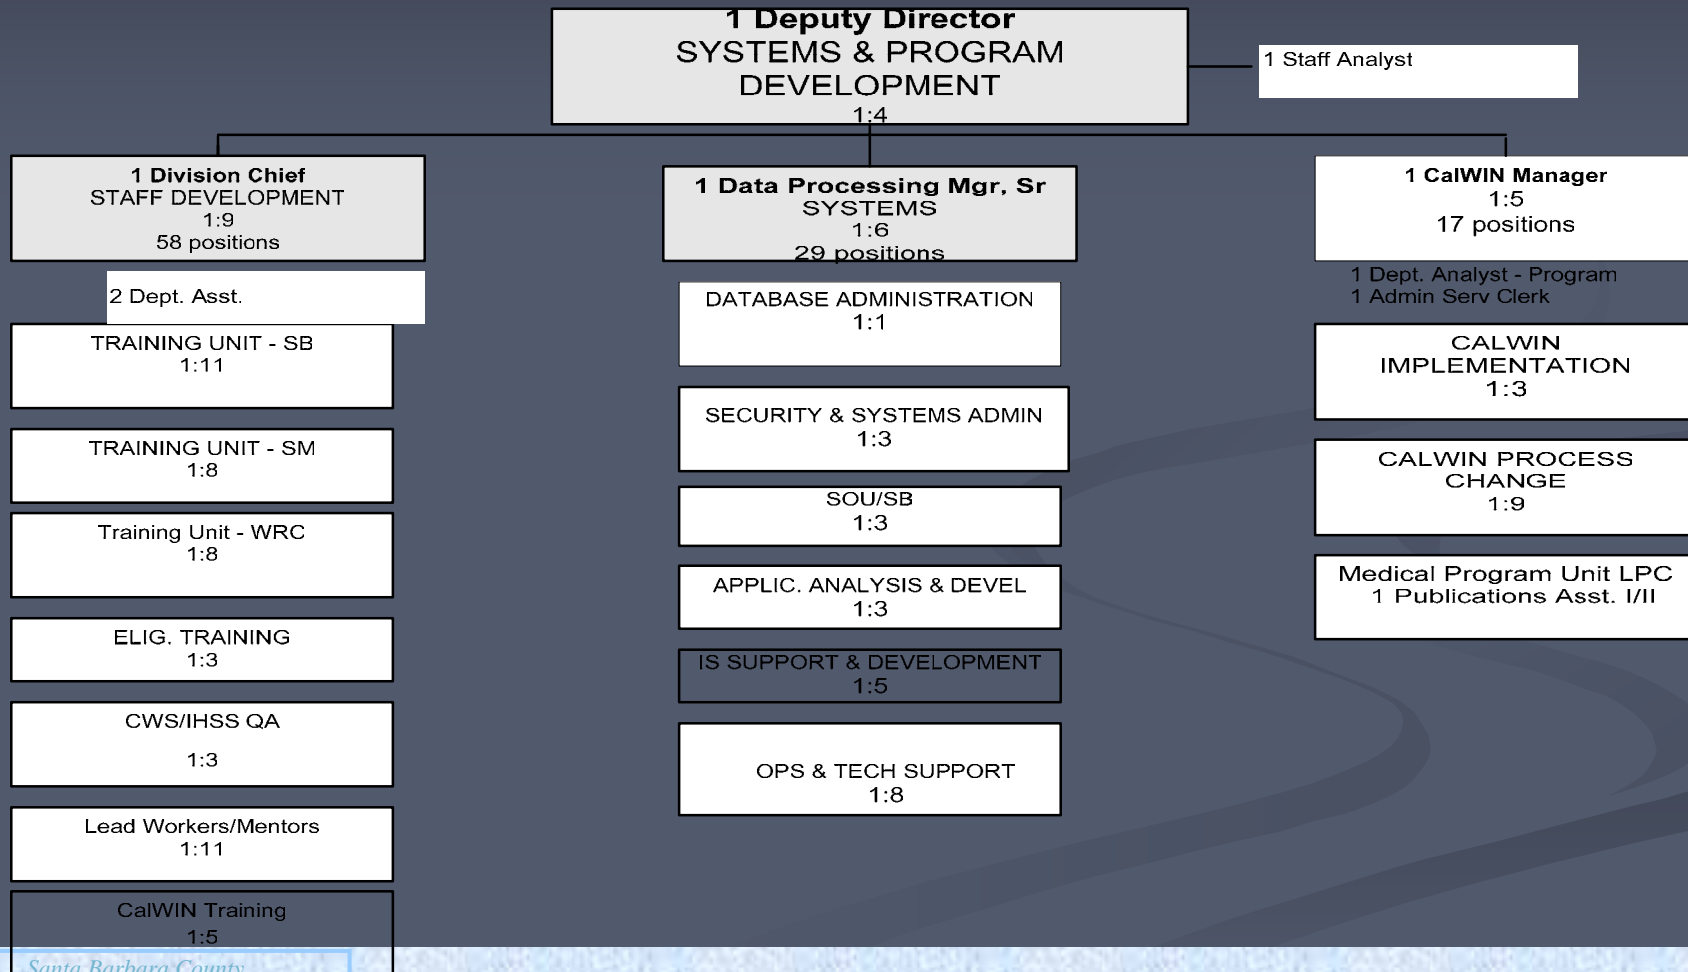 1 Deputy Director
SYSTEMS & PROGRAM
DEVELOPMENT
1:4
1 Staff Analyst
1 Division Chief
STAFF DEVELOPMENT
1:9
58 positions
2 Dept. Asst.
TRAINING UNIT - SB
1:11
TRAINING UNIT - SM
1:8
Training Unit - WRC
1:8
ELIG. TRAINING
1:3
CWS/IHSS QA
1:3
Lead Workers/Mentors
1:11
CalWIN Training
1:5
1 Data Processing Mgr, Sr
SYSTEMS
1:6
29 positions
DATABASE ADMINISTRATION
1:1
SECURITY & SYSTEMS ADMIN
1:3
SOU/SB
1:3
APPLIC. ANALYSIS & DEVEL
1:3
IS SUPPORT & DEVELOPMENT
1:5
OPS & TECH SUPPORT
1:8
1 CalWIN Manager
1:5
17 positions
1 Dept. Analyst - Program
1 Admin Serv Clerk
CALWIN
IMPLEMENTATION
1:3
CALWIN PROCESS
CHANGE
1:9
Medical Program Unit LPC
1 Publications Asst. I/II
Santa Barbara County